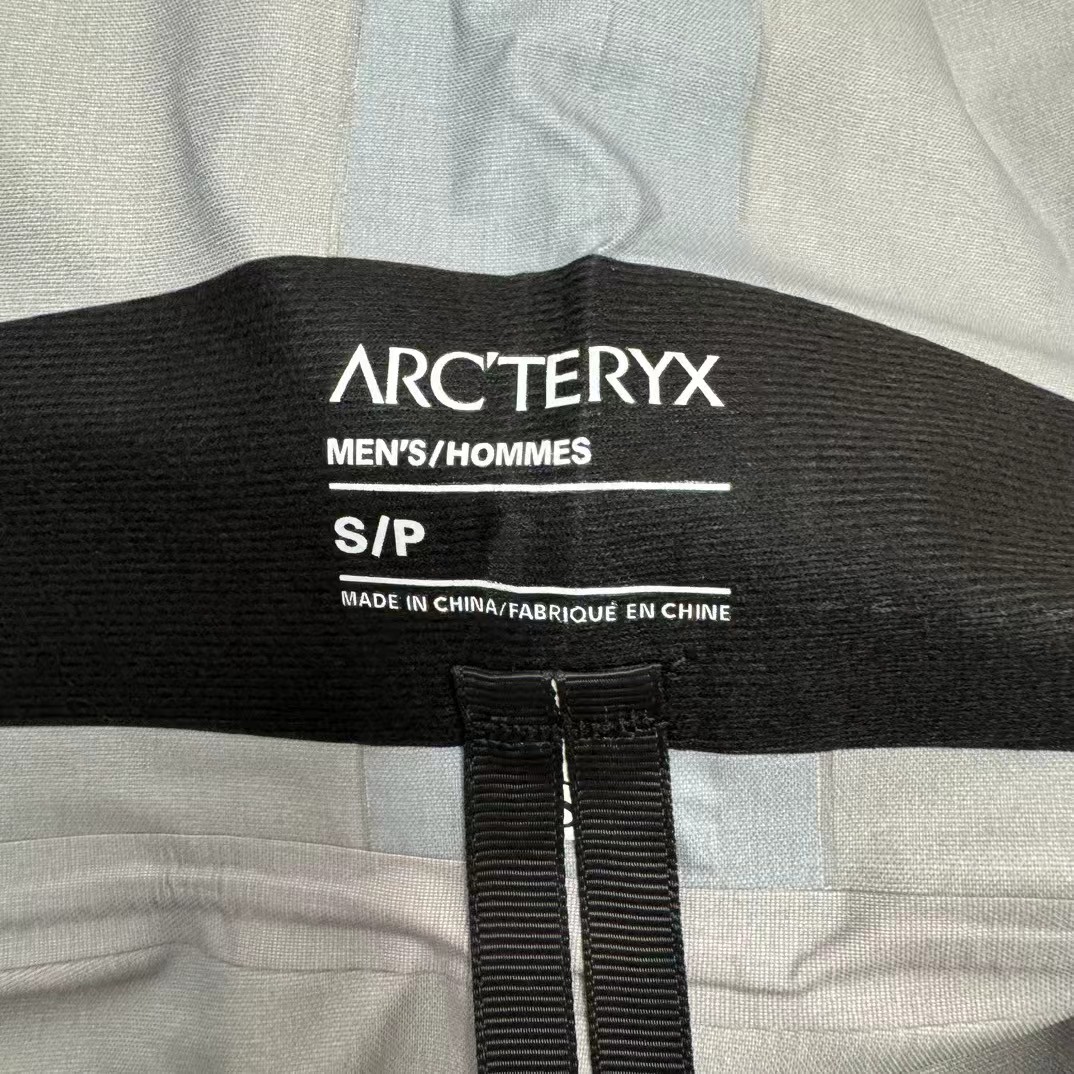 ARC'TERYX
MEN'S/HOMMES
S/P
MADE IN CHINA/FABRIQUÉ EN CHINE